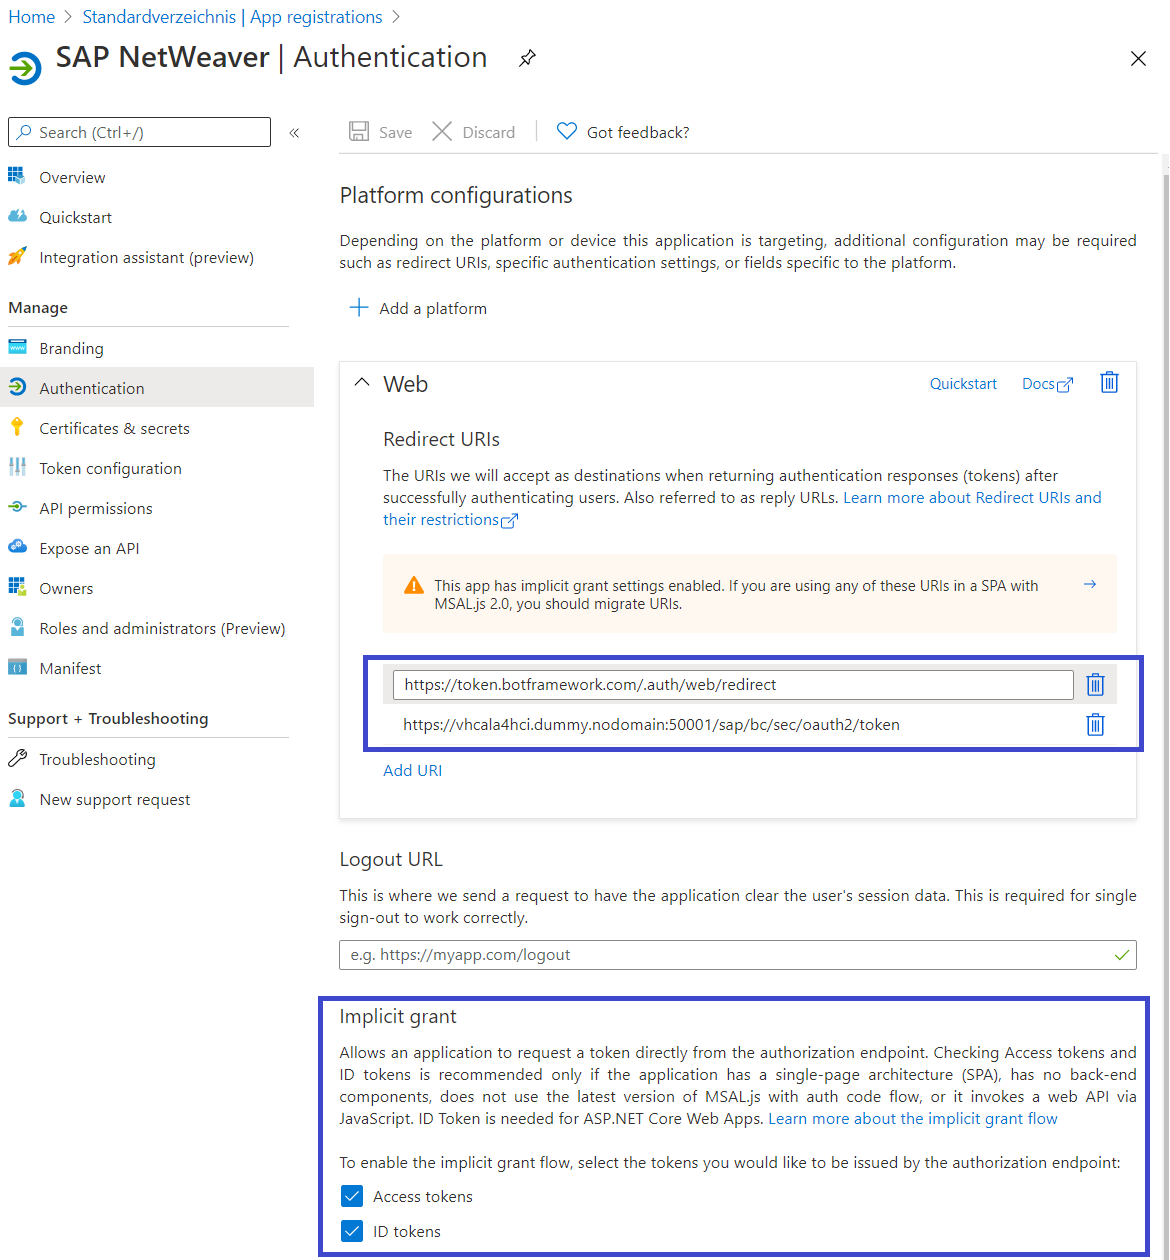 Home > Standardverzeichnis | App registrations >
SAP NetWeaver | Authentication
Search (Ctrl+/)
«
Save
Discard
Got feedback?
Overview
Quickstart
Integration assistant (preview)
Manage
Branding
Authentication
Certificates & secrets
Token configuration
API permissions
Expose an API
Owners
Roles and administrators (Preview)
Manifest
Support + Troubleshooting
Troubleshooting
New support request
Platform configurations
Depending on the platform or device this application is targeting, additional configuration may be required
such as redirect URIs, specific authentication settings, or fields specific to the platform.
Add a platform
Web
Quickstart
Docs
Redirect URIs
The URIs we will accept as destinations when returning authentication responses (tokens) after
successfully authenticating users. Also referred to as reply URLs. Learn more about Redirect URIs and
their restrictions
This app has implicit grant settings enabled. If you are using any of these URIs in a SPA with
MSAL.js 2.0, you should migrate URIs.
https://token.botframework.com/.auth/web/redirect
https://vhcala4hci.dummy.nodomain:50001/sap/bc/sec/oauth2/token
Add URI
Logout URL
This is where we send a request to have the application clear the user's session data. This is required for single
sign-out to work correctly.
e.g. https://myapp.com/logout
Implicit grant
Allows an application to request a token directly from the authorization endpoint. Checking Access tokens and
ID tokens is recommended only if the application has a single-page architecture (SPA), has no back-end
components, does not use the latest version of MSAL.js with auth code flow, or it invokes a web API via
JavaScript. ID Token is needed for ASP.NET Core Web Apps. Learn more about the implicit grant flow
To enable the implicit grant flow, select the tokens you would like to be issued by the authorization endpoint:
Access tokens
ID tokens